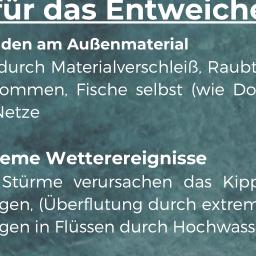 für das Entweiche
den am Außenmaterial
durch Materialverschleiß, Raubt
ommen, Fische selbst (wie Do
Netze
eme Wetterereignisse
Stürme verursachen das Kipp
gen, (Überflutung durch extrem
gen in Flüssen durch Hochwass